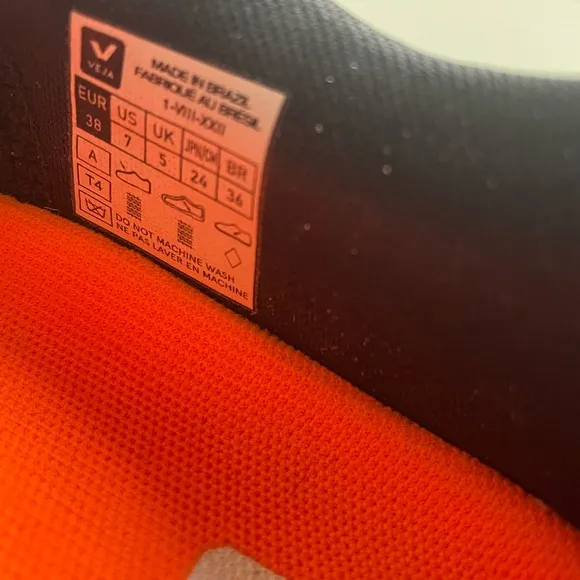 VEJA
MADE IN BRAZIL
FABRIQUÉ AU BRÉSIL
1-VIII-XXII
EUR US UK JPN/CM BR
38 7 5 24 36
A
T4
DO NOT MACHINE WASH
NE PAS LAVER EN MACHINE